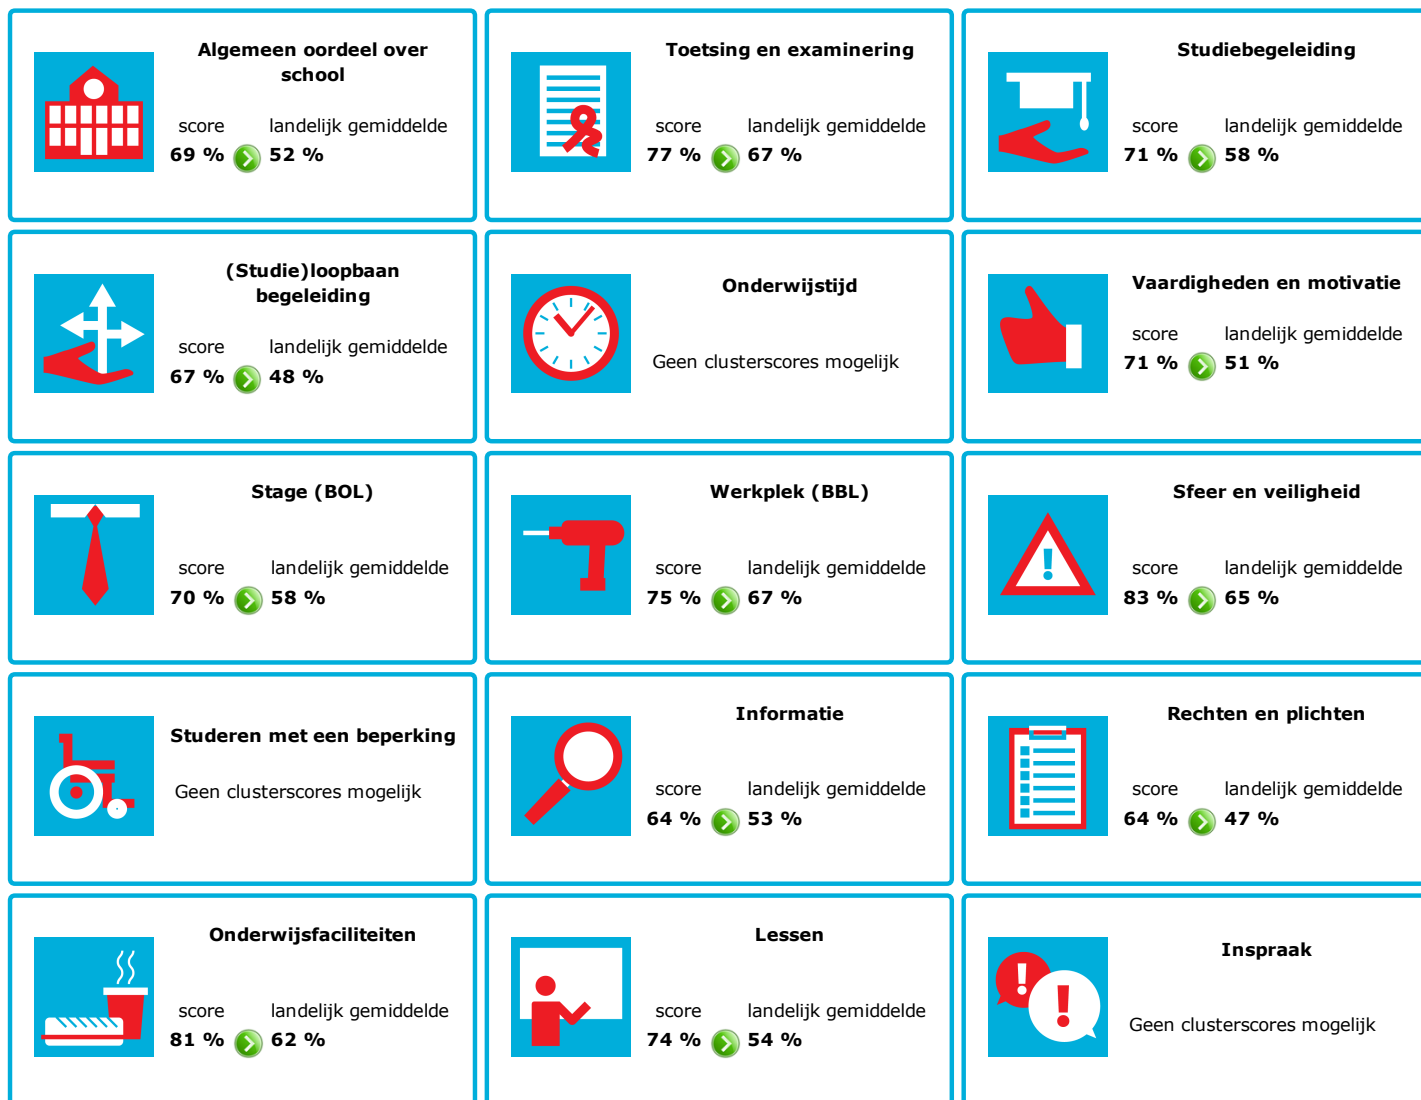 Algemeen oordeel over
school
score landelijk gemiddelde
69 % 52 %
Toetsing en examinering
score landelijk gemiddelde
77 % 67 %
Studiebegeleiding
score landelijk gemiddelde
71 % 58 %
(Studie)loopbaan
begeleiding
score landelijk gemiddelde
67 % 48 %
Onderwijstijd
Geen clusterscores mogelijk
Vaardigheden en motivatie
score landelijk gemiddelde
71 % 51 %
Stage (BOL)
score landelijk gemiddelde
70 % 58 %
Werkplek (BBL)
score landelijk gemiddelde
75 % 67 %
Sfeer en veiligheid
score landelijk gemiddelde
83 % 65 %
Studeren met een beperking
Geen clusterscores mogelijk
Informatie
score landelijk gemiddelde
64 % 53 %
Rechten en plichten
score landelijk gemiddelde
64 % 47 %
Onderwijsfaciliteiten
score landelijk gemiddelde
81 % 62 %
Lessen
score landelijk gemiddelde
74 % 54 %
Inspraak
Geen clusterscores mogelijk